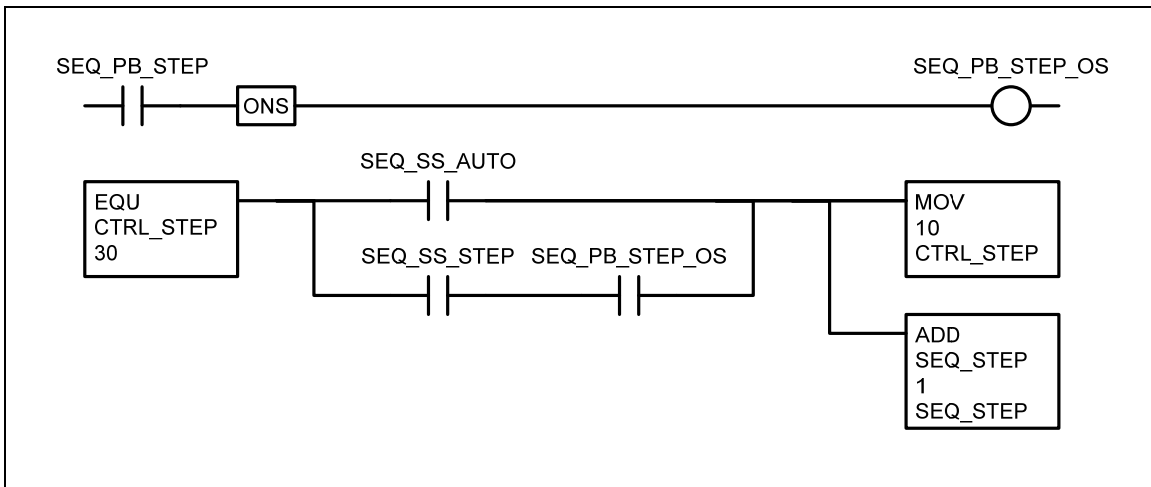 SEQ_PB_STEP
SEQ_PB_STEP_OS
ONS
SEQ_SS_AUTO
EQU
CTRL_STEP
30
MOV
10
CTRL_STEP
SEQ_SS_STEP
SEQ_PB_STEP_OS
ADD
SEQ_STEP
1
SEQ_STEP